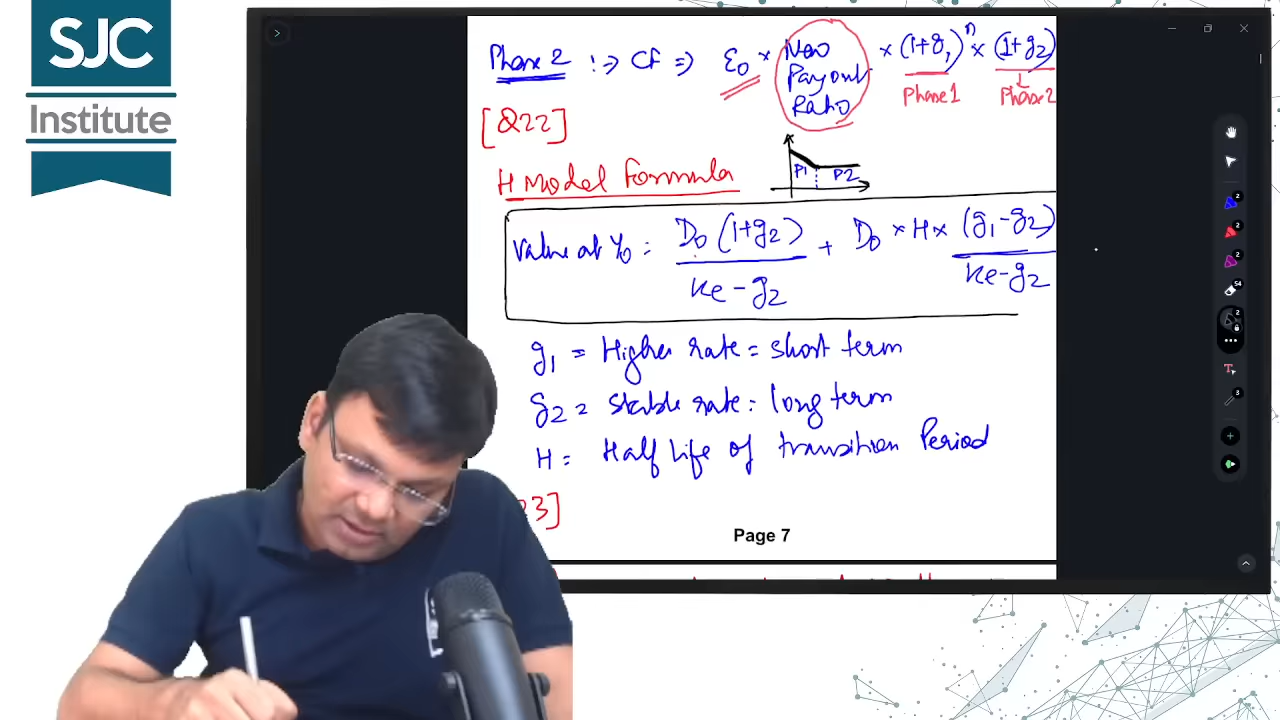 SJC
Institute
Phase 2 :→ CF ⇒ E₀ × New Payout Ratio × (1+g₁)ⁿ × (1+g₂)
Phase 1
Phase 2
[Q22]
H Model Formula
P1 P2
Value at Y₀ = D₀ (1+g₂) / ke - g₂ + D₀ × H × (g₁ - g₂) / ke - g₂
g₁ = Higher rate = short term
g₂ = stable rate = long term
H = Half Life of transition Period
23]
Page 7